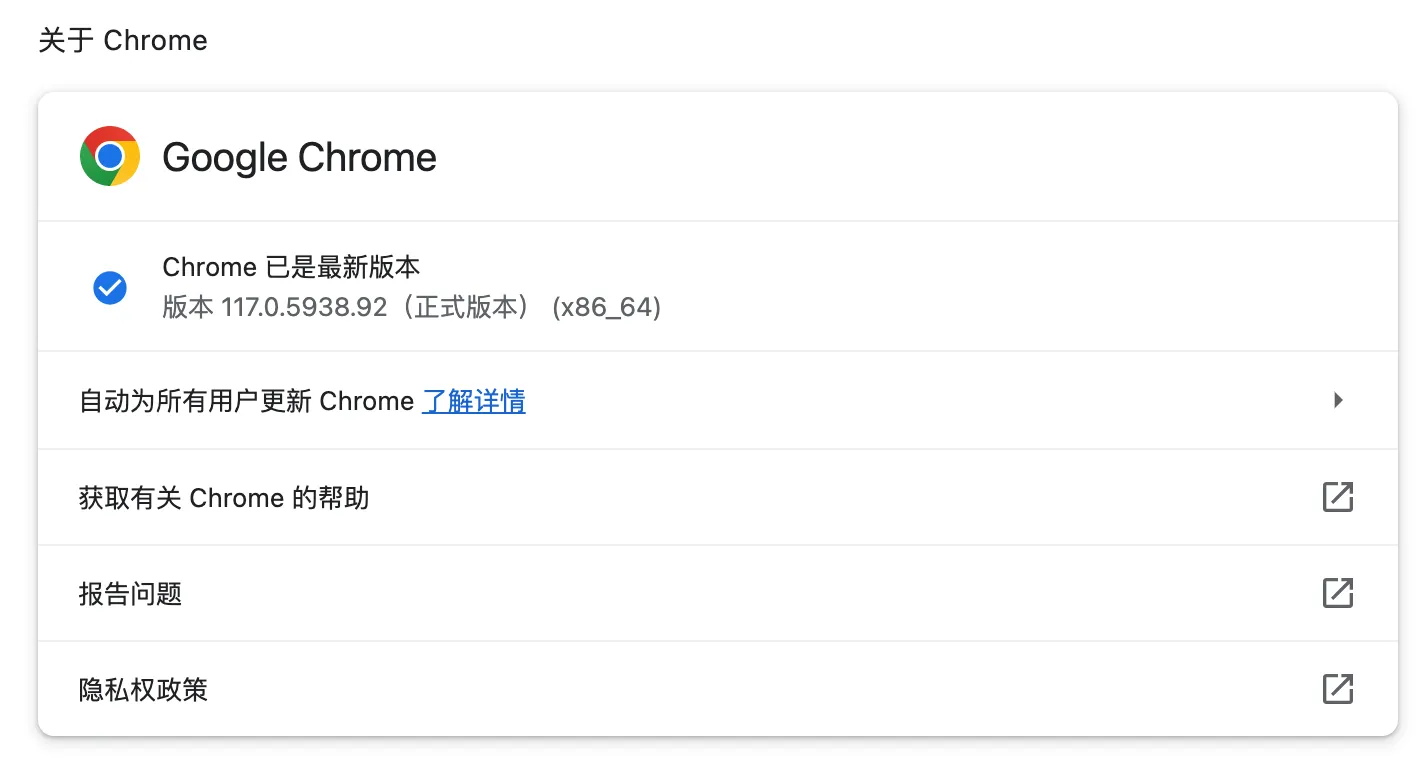 关于 Chrome
Google Chrome
Chrome 已是最新版本
版本 117.0.5938.92（正式版本） (x86_64)
自动为所有用户更新 Chrome 了解详情
获取有关 Chrome 的帮助
报告问题
隐私权政策